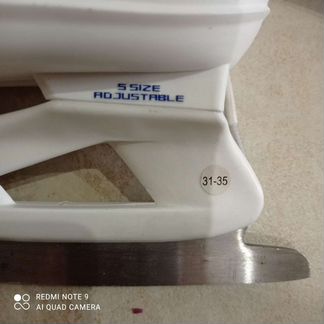 5 SIZE
ADJUSTABLE
31-35
REDMI NOTE 9
AI QUAD CAMERA